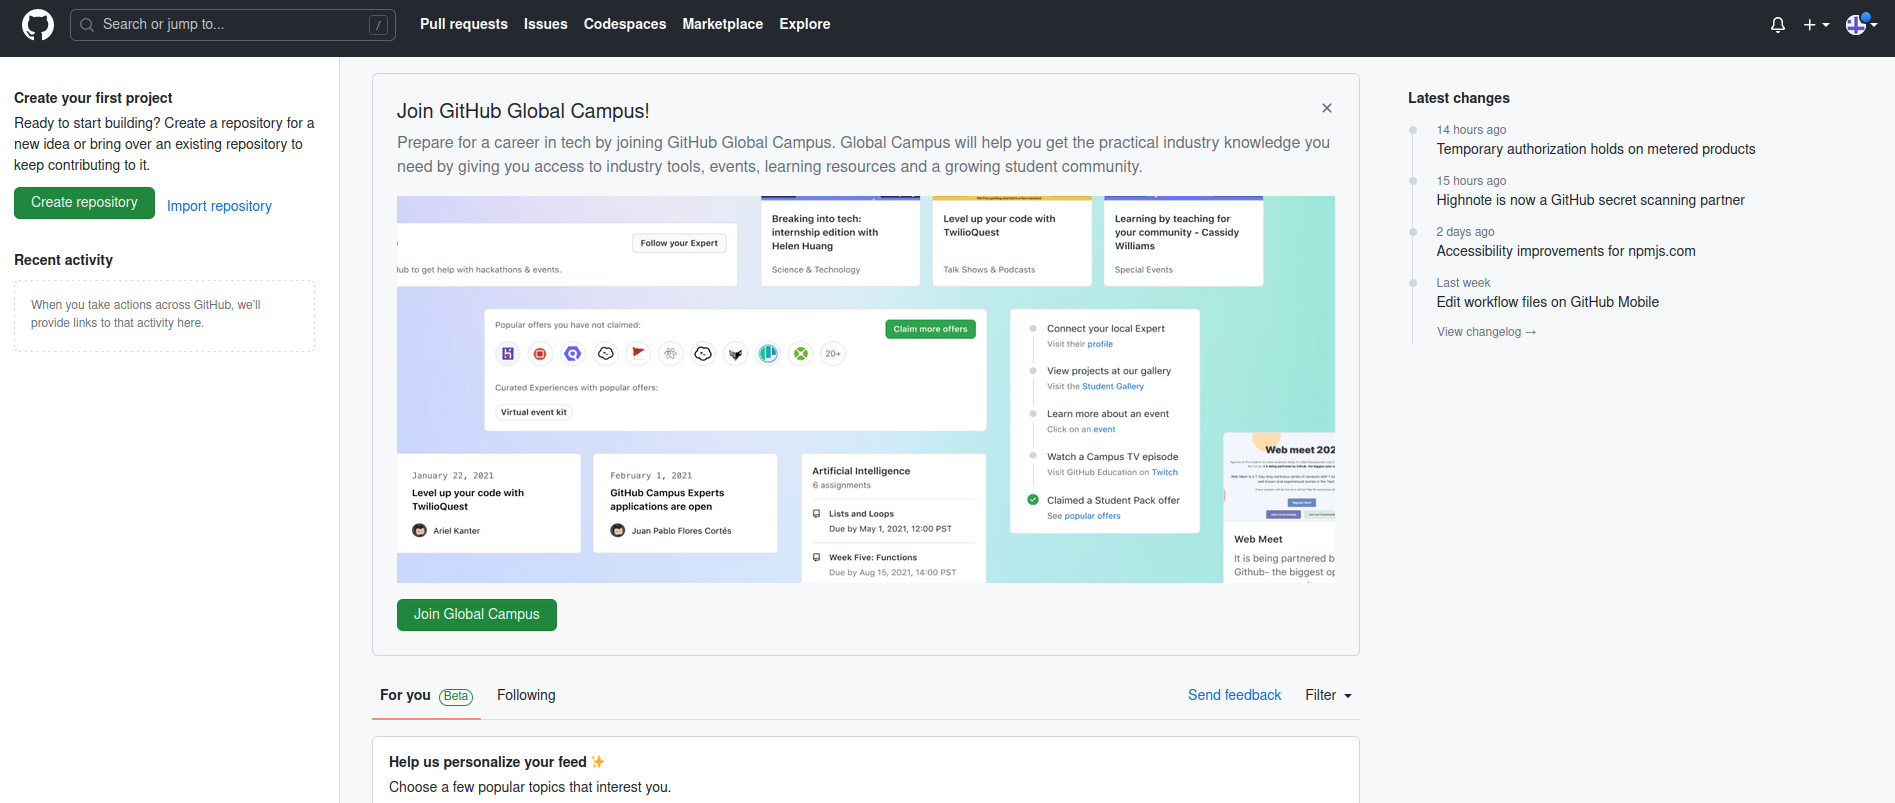 Search or jump to...
/
Pull requests
Issues
Codespaces
Marketplace
Explore
Create your first project
Ready to start building? Create a repository for a
new idea or bring over an existing repository to
keep contributing to it.
Create repository
Import repository
Recent activity
When you take actions across GitHub, we'll
provide links to that activity here.
Join GitHub Global Campus!
Prepare for a career in tech by joining GitHub Global Campus. Global Campus will help you get the practical industry knowledge you
need by giving you access to industry tools, events, learning resources and a growing student community.
Follow your Expert
to get help with hackathons & events.
Breaking into tech:
internship edition with
Helen Huang
Science & Technology
Level up your code with
TwilioQuest
Talk Shows & Podcasts
Learning by teaching for
your community - Cassidy
Williams
Special Events
Popular offers you have not claimed:
Claim more offers
20+
Curated Experiences with popular offers:
Virtual event kit
Connect your local Expert
Visit their profile
View projects at our gallery
Visit the Student Gallery
Learn more about an event
Click on an event
Watch a Campus TV episode
Visit GitHub Education on Twitch
Claimed a Student Pack offer
See popular offers
January 22, 2021
Level up your code with
TwilioQuest
Ariel Kanter
February 1, 2021
GitHub Campus Experts
applications are open
Juan Pablo Flores Cortés
Artificial Intelligence
6 assignments
Lists and Loops
Due by May 1, 2021, 12:00 PST
Week Five: Functions
Due by Aug 15, 2021, 14:00 PST
Web meet 202
Web Meet
It is being partnered b
Github- the biggest op
Join Global Campus
For you
Beta
Following
Send feedback
Filter
Help us personalize your feed ✨
Choose a few popular topics that interest you.
Latest changes
14 hours ago
Temporary authorization holds on metered products
15 hours ago
Highnote is now a GitHub secret scanning partner
2 days ago
Accessibility improvements for npmjs.com
Last week
Edit workflow files on GitHub Mobile
View changelog →